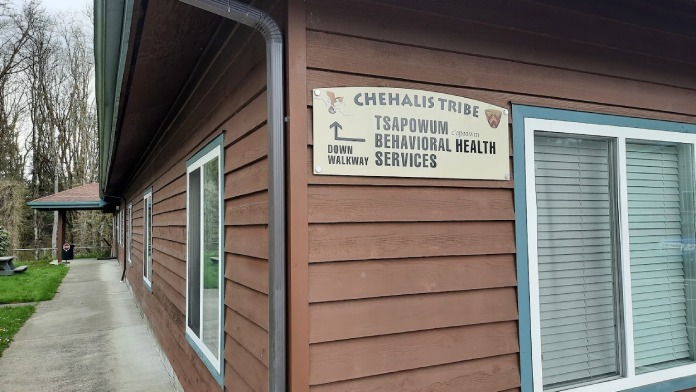 CHEHALIS TRIBE
TSAPOWUM
BEHAVIORAL HEALTH
SERVICES
DOWN
WALKWAY